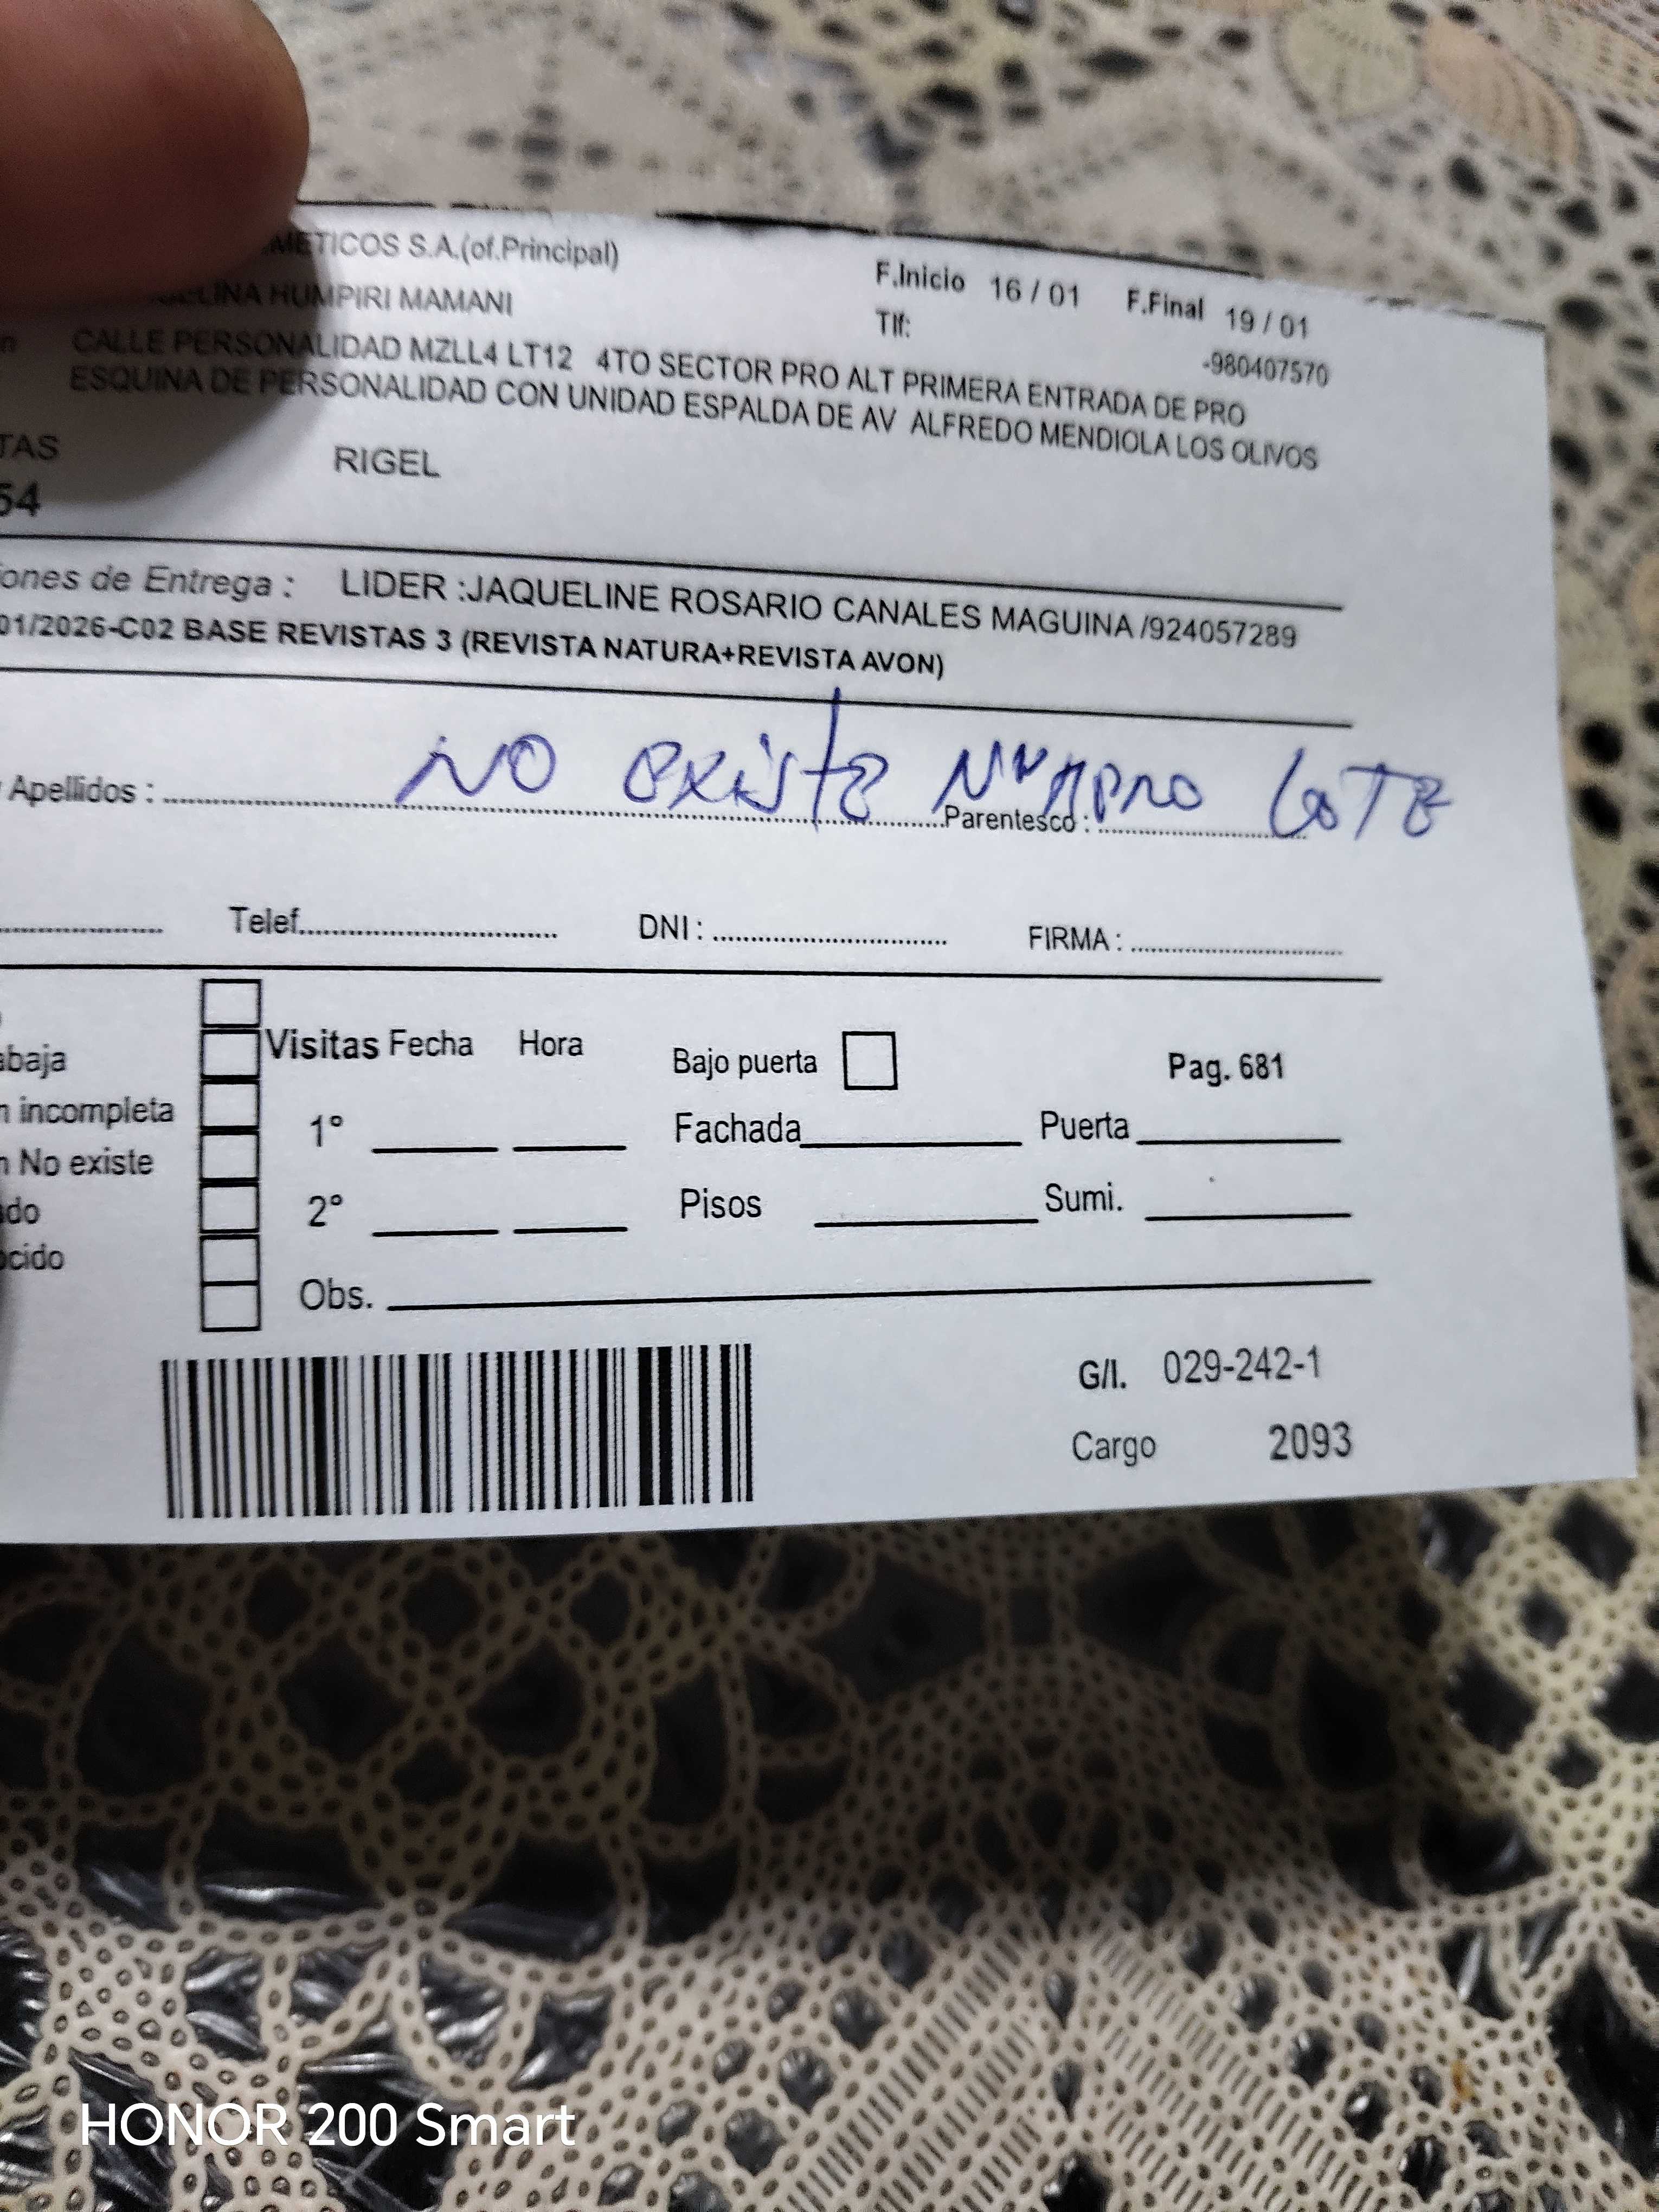 METICOS S.A.(of.Principal)
F.Inicio 16 / 01 F.Final 19 / 01
HUMPIRI MAMANI
Tlf:
-980407570
CALLE PERSONALIDAD MZLL4 LT12 4TO SECTOR PRO ALT PRIMERA ENTRADA DE PRO
ESQUINA DE PERSONALIDAD CON UNIDAD ESPALDA DE AV ALFREDO MENDIOLA LOS OLIVOS
TAS RIGEL
54
iones de Entrega : LIDER :JAQUELINE ROSARIO CANALES MAGUINA /924057289
01/2026-C02 BASE REVISTAS 3 (REVISTA NATURA+REVISTA AVON)
NO EXISTE LOTE
Apellidos : Parentesco :
Telef. DNI : FIRMA :
Visitas Fecha Hora Bajo puerta Pag. 681
abaja
n incompleta 1° Fachada Puerta
n No existe
2° Pisos Sumi.
do
ocido
Obs.
G/I. 029-242-1
Cargo 2093
HONOR 200 Smart